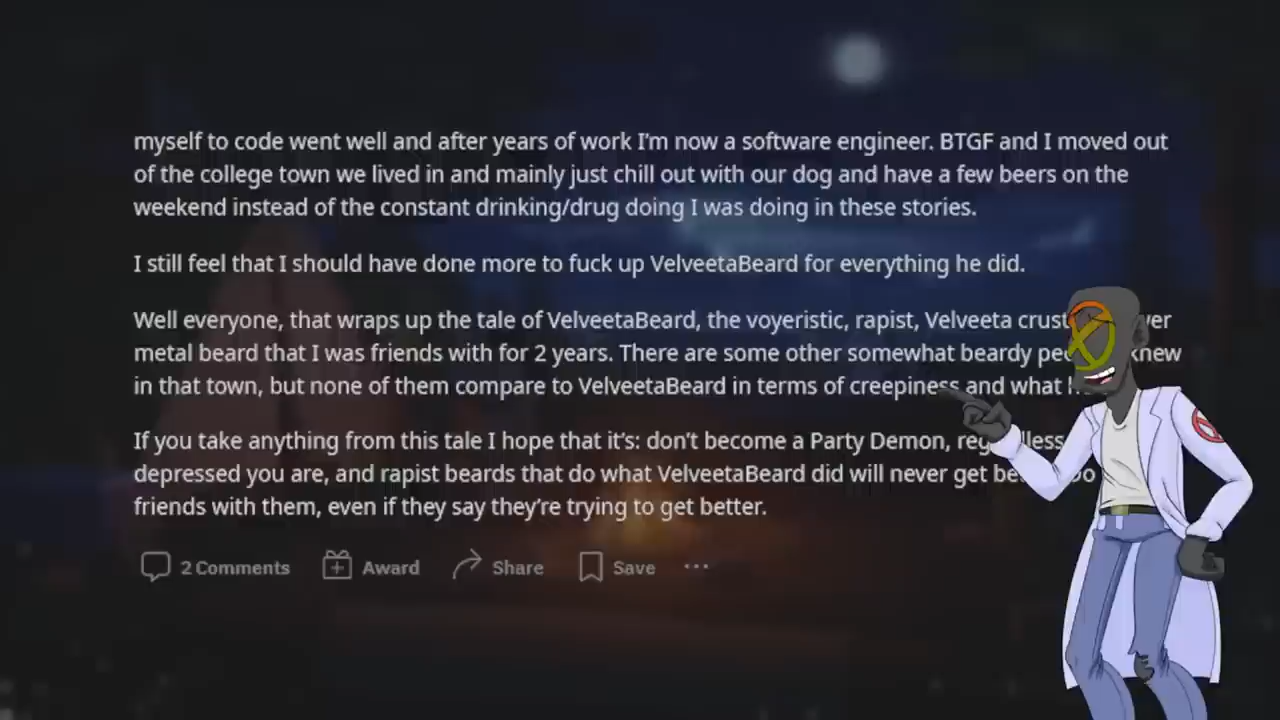 myself to code went well and after years of work I'm now a software engineer. BTGF and I moved out
of the college town we lived in and mainly just chill out with our dog and have a few beers on the
weekend instead of the constant drinking/drug doing I was doing in these stories.
I still feel that I should have done more to fuck up VelveetaBeard for everything he did.
Well everyone, that wraps up the tale of VelveetaBeard, the voyeristic, rapist, Velveeta
metal beard that I was friends with for 2 years. There are some other somewhat beardy knew
in that town, but none of them compare to VelveetaBeard in terms of creepiness and what
If you take anything from this tale I hope that it's: don't become a Party Demon,
depressed you are, and rapist beards that do what VelveetaBeard did will never get
friends with them, even if they say they're trying to get better.
2 Comments Award Share Save ...